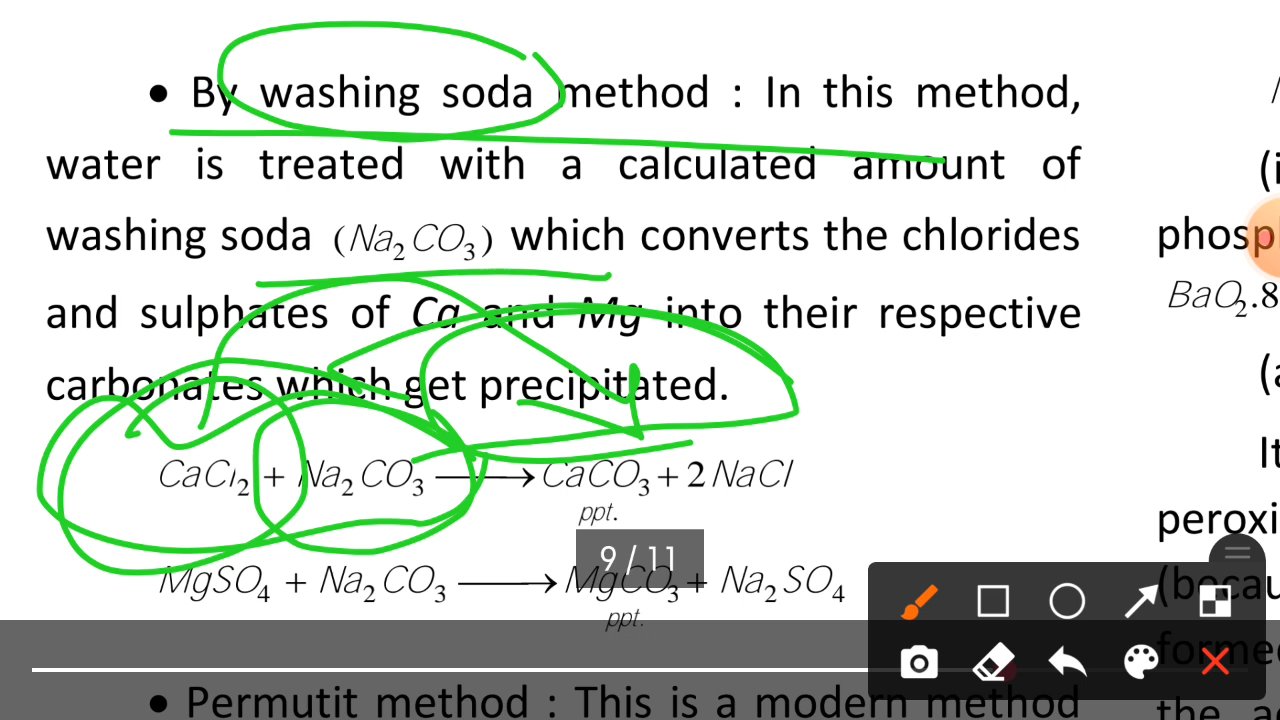 • By washing soda method : In this method,
water is treated with a calculated amount of
washing soda (Na₂CO₃) which converts the chlorides
and sulphates of Ca and Mg into their respective
carbonates which get precipitated.
CaCl₂ + Na₂CO₃ ⟶ CaCO₃ + 2 NaCl
ppt.
9 / 11
MgSO₄ + Na₂CO₃ ⟶ MgCO₃ + Na₂SO₄
ppt.
• Permutit method : This is a modern method
(i
phosp
BaO₂.8
(a
It
peroxi
(becau
forme
the